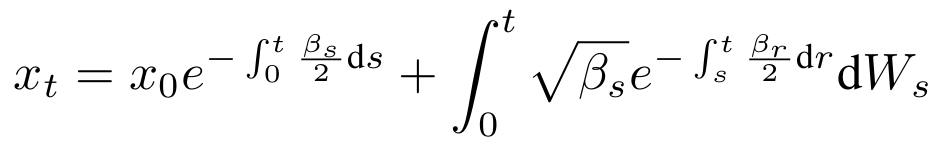 $x_t = x_0 e^{-\int_0^t \frac{\beta_s}{2} \mathrm{d}s} + \int_0^t \sqrt{\beta_s} e^{-\int_s^t \frac{\beta_r}{2} \mathrm{d}r} \mathrm{d}W_s$